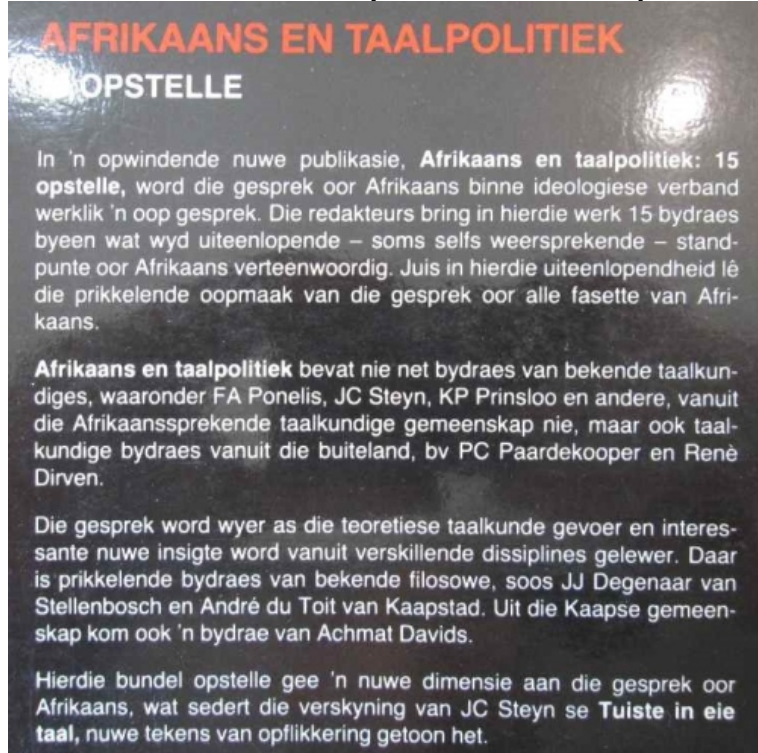 AFRIKAANS EN TAALPOLITIEK
OPSTELLE
In 'n opwindende nuwe publikasie, Afrikaans en taalpolitiek: 15
opstelle, word die gesprek oor Afrikaans binne ideologiese verband
werklik 'n oop gesprek. Die redakteurs bring in hierdie werk 15 bydraes
byeen wat wyd uiteenlopende – soms selfs weersprekende – stand-
punte oor Afrikaans verteenwoordig. Juis in hierdie uiteenlopendheid lê
die prikkelende oopmaak van die gesprek oor alle fasette van Afri-
kaans.
Afrikaans en taalpolitiek bevat nie net bydraes van bekende taalkun-
diges, waaronder FA Ponelis, JC Steyn, KP Prinsloo en andere, vanuit
die Afrikaanssprekende taalkundige gemeenskap nie, maar ook taal-
kundige bydraes vanuit die buiteland, bv PC Paardekooper en Renè
Dirven.
Die gesprek word wyer as die teoretiese taalkunde gevoer en interes-
sante nuwe insigte word vanuit verskillende dissiplines gelewer. Daar
is prikkelende bydraes van bekende filosowe, soos JJ Degenaar van
Stellenbosch en André du Toit van Kaapstad. Uit die Kaapse gemeen-
skap kom ook 'n bydrae van Achmat Davids.
Hierdie bundel opstelle gee 'n nuwe dimensie aan die gesprek oor
Afrikaans, wat sedert die verskyning van JC Steyn se Tuiste in eie
taal, nuwe tekens van opflikkering getoon het.